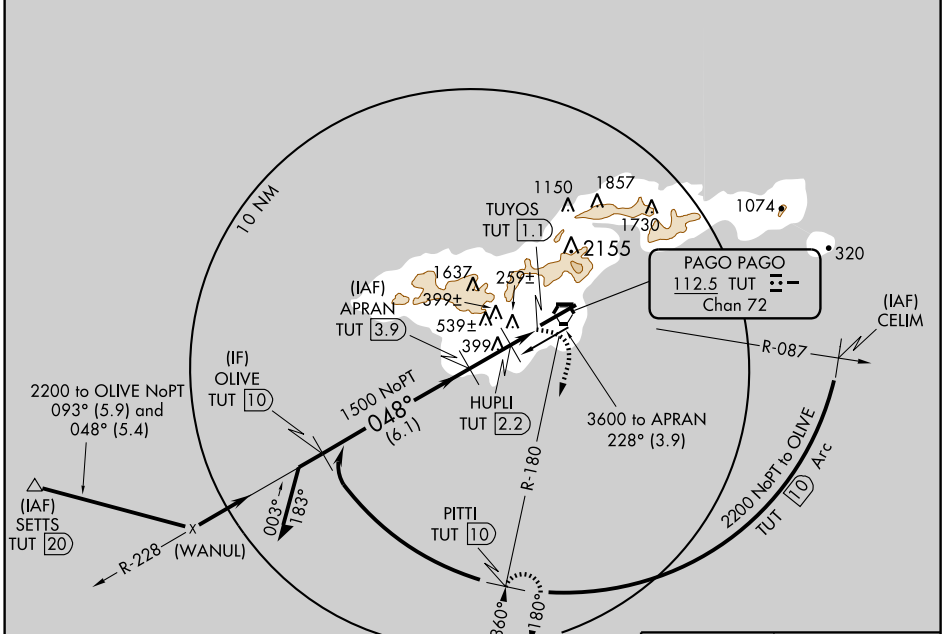 10 NM
1150
1857
TUYOS
TUT 1.1
1730
1074
2155
320
PAGO PAGO
112.5 TUT
Chan 72
(IAF)
CELIM
R-087
1637
259±
399±
539±
399
(IAF)
APRAN
TUT 3.9
(IF)
OLIVE
TUT 10
2200 to OLIVE NoPT
093° (5.9) and
048° (5.4)
1500 NoPT
048°
(6.1)
HUPLI
TUT 2.2
3600 to APRAN
228° (3.9)
R-180
2200 NoPT to OLIVE
TUT 10 Arc
(IAF)
SETTS
TUT 20
(WANUL)
R-228
003°
183°
PITTI
TUT 10
360°
180°